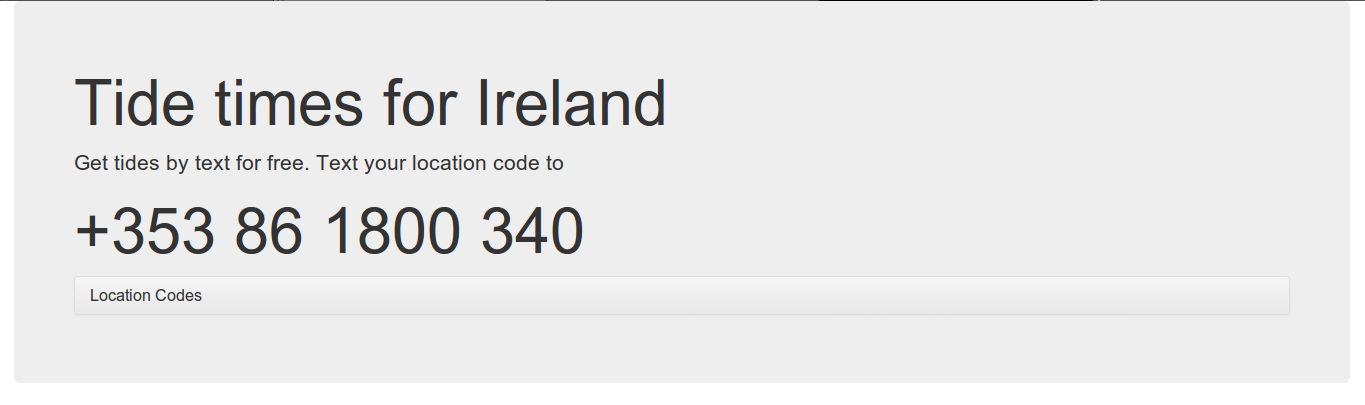 Tide times for Ireland
Get tides by text for free. Text your location code to
+353 86 1800 340
Location Codes